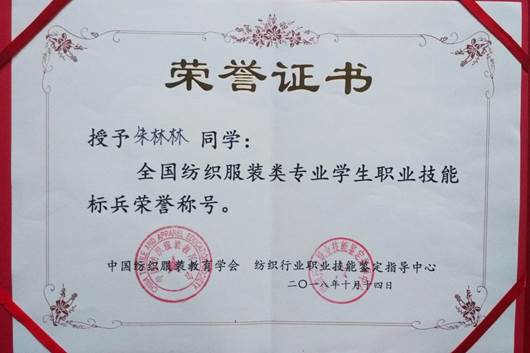 荣誉证书
授予朱林林同学：
全国纺织服装类专业学生职业技能
标兵荣誉称号。
中国纺织服装教育学会 纺织行业职业技能鉴定指导中心
二〇一八年十月十四日